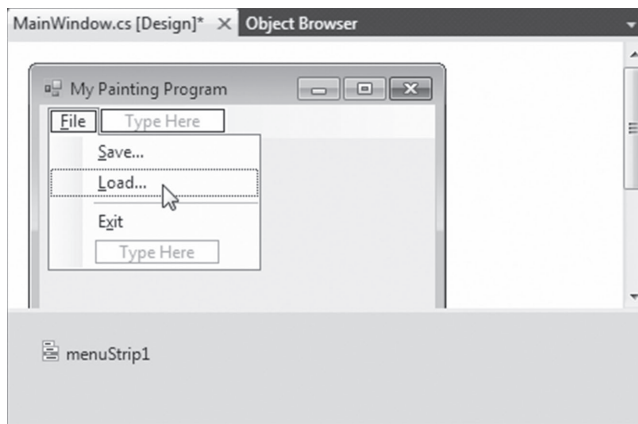 MainWindow.cs [Design]* × Object Browser
My Painting Program
File Type Here
Save...
Load...
Exit
Type Here
menuStrip1